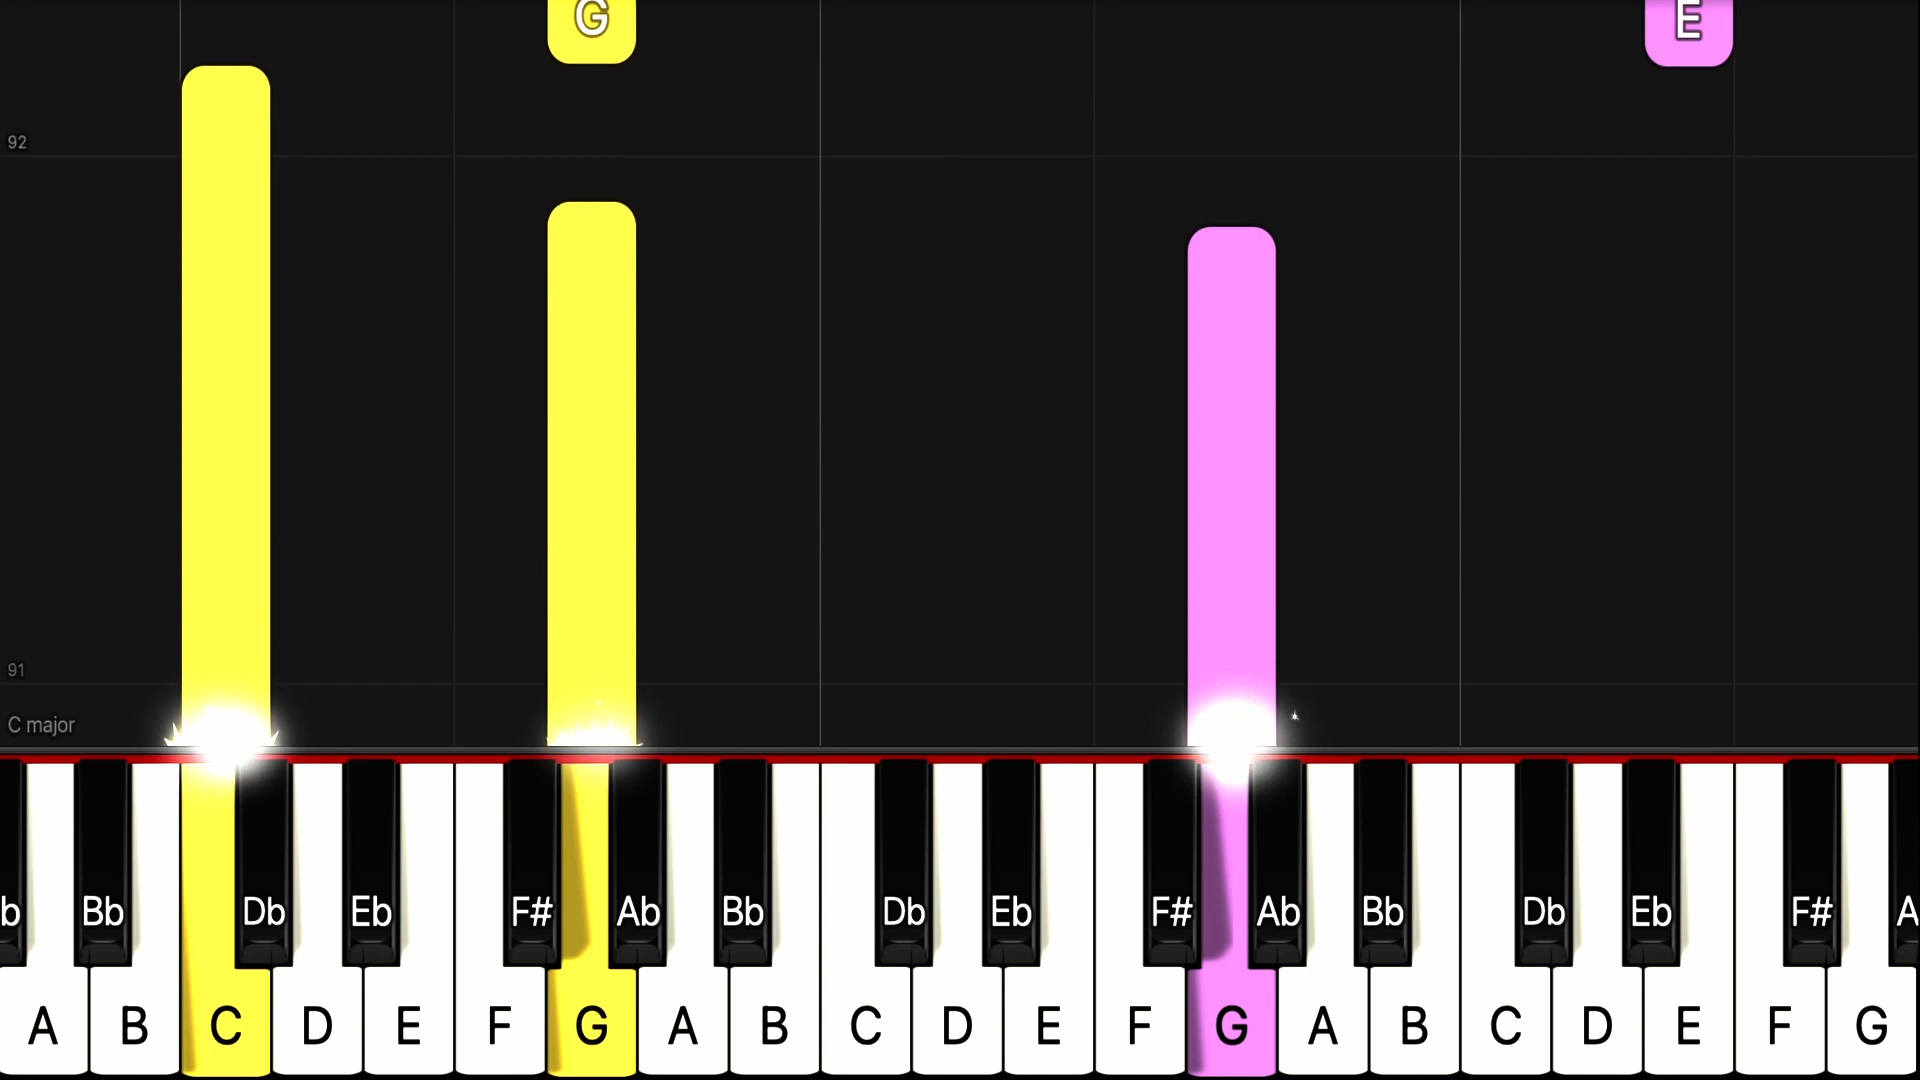 G E
92
91
C major
b Bb Db Eb F# Ab Bb Db Eb F# Ab Bb Db Eb F# A
A B C D E F G A B C D E F G A B C D E F G